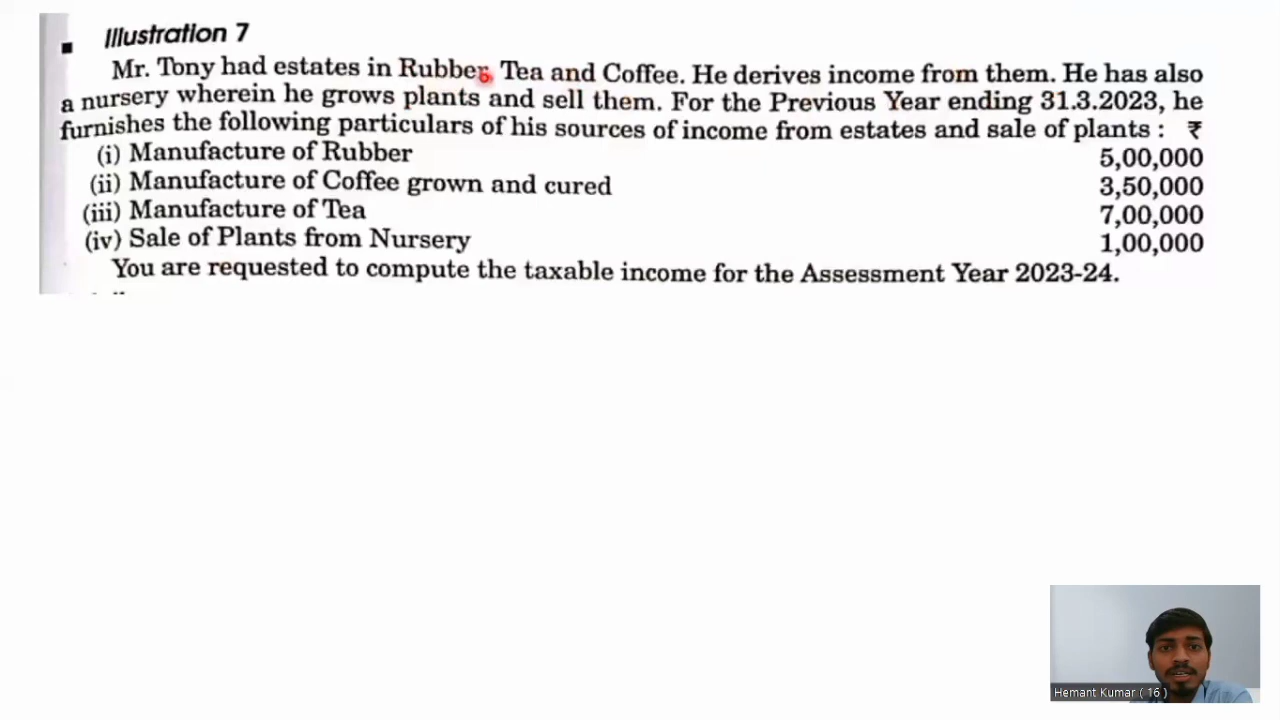 Illustration 7
Mr. Tony had estates in Rubber, Tea and Coffee. He derives income from them. He has also
a nursery wherein he grows plants and sell them. For the Previous Year ending 31.3.2023, he
furnishes the following particulars of his sources of income from estates and sale of plants : ₹
(i) Manufacture of Rubber 5,00,000
(ii) Manufacture of Coffee grown and cured 3,50,000
(iii) Manufacture of Tea 7,00,000
(iv) Sale of Plants from Nursery 1,00,000
You are requested to compute the taxable income for the Assessment Year 2023-24.
Hemant Kumar ( 16 )